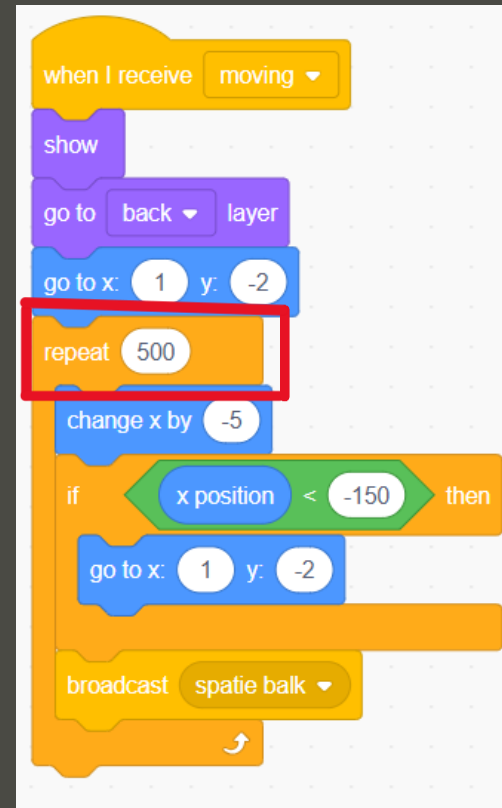 when I receive moving
show
go to back layer
go to x: 1 y: -2
repeat 500
change x by -5
if x position < -150 then
go to x: 1 y: -2
broadcast spatie balk